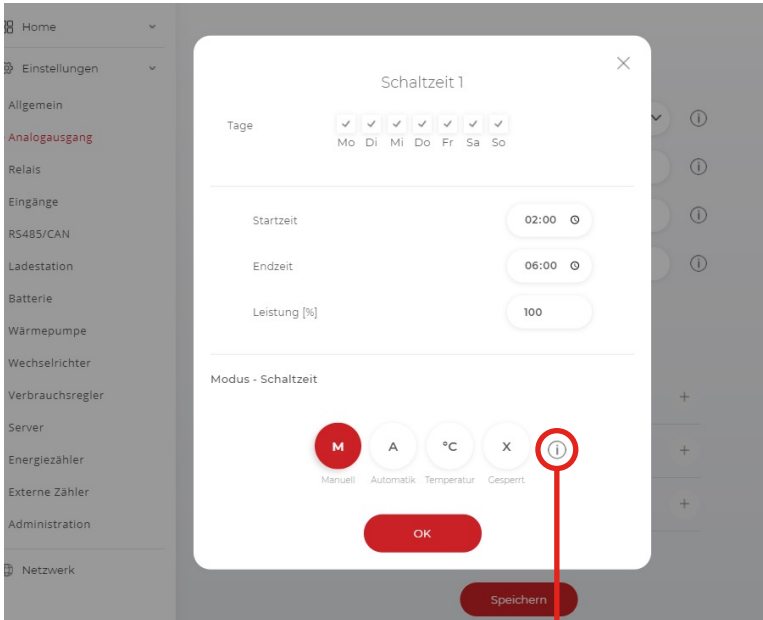 Home
Einstellungen
Allgemein
Analogausgang
Relais
Eingänge
RS485/CAN
Ladestation
Batterie
Wärmepumpe
Wechselrichter
Verbrauchsregler
Server
Energiezähler
Externe Zähler
Administration
Netzwerk
Schaltzeit 1
Tage
Mo Di Mi Do Fr Sa So
Startzeit 02:00
Endzeit 06:00
Leistung [%] 100
Modus - Schaltzeit
M A °C X i
Manuell Automatik Temperatur Gesperrt
OK
i
i
i
i
+
+
+
Speichern